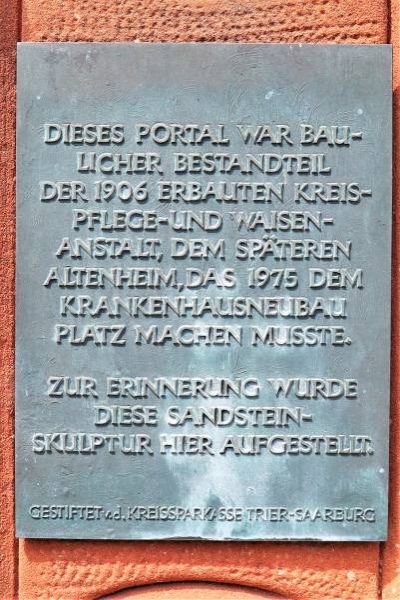 DIESES PORTAL WAR BAU-
LICHER BESTANDTEIL
DER 1906 ERBAUTEN KREIS-
PFLEGE-UND WAISEN-
ANSTALT, DEM SPÄTEREN
ALTENHEIM, DAS 1975 DEM
KRANKENHAUSNEUBAU
PLATZ MACHEN MUSSTE.
ZUR ERINNERUNG WURDE
DIESE SANDSTEIN-
SKULPTUR HIER AUFGESTELLT.
GESTIFTET v.d. KREISSPARKASSE TRIER-SAARBURG